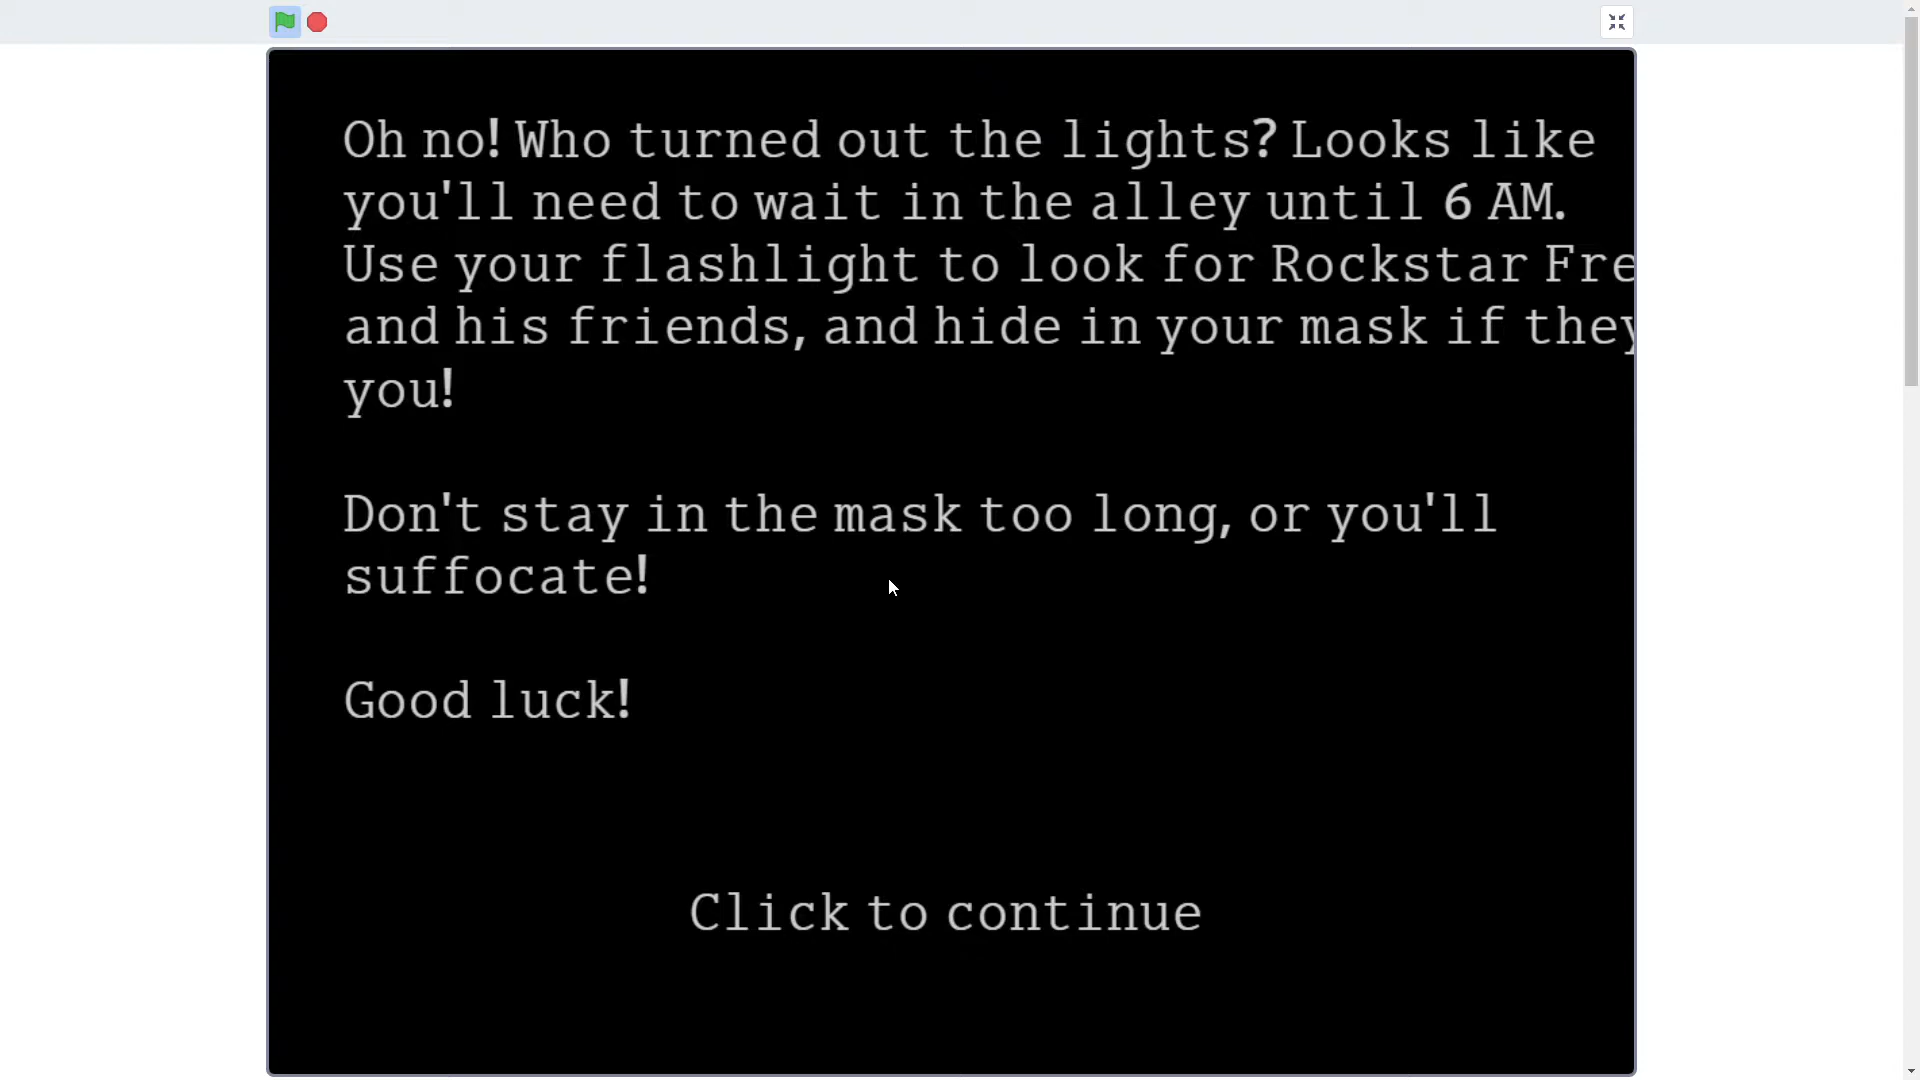 Oh no! Who turned out the lights? Looks like
you'll need to wait in the alley until 6 AM.
Use your flashlight to look for Rockstar Fre
and his friends, and hide in your mask if they
you!
Don't stay in the mask too long, or you'll
suffocate!
Good luck!
Click to continue